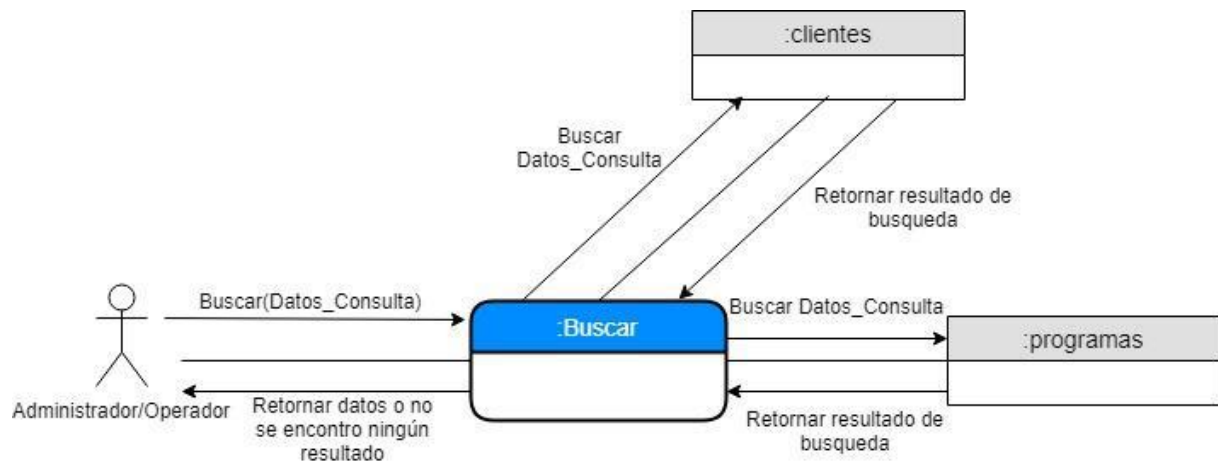 :clientes
Buscar
Datos_Consulta
Retornar resultado de
busqueda
Buscar(Datos_Consulta)
:Buscar
Buscar Datos_Consulta
:programas
Administrador/Operador
Retornar datos o no
se encontro ningún
resultado
Retornar resultado de
busqueda